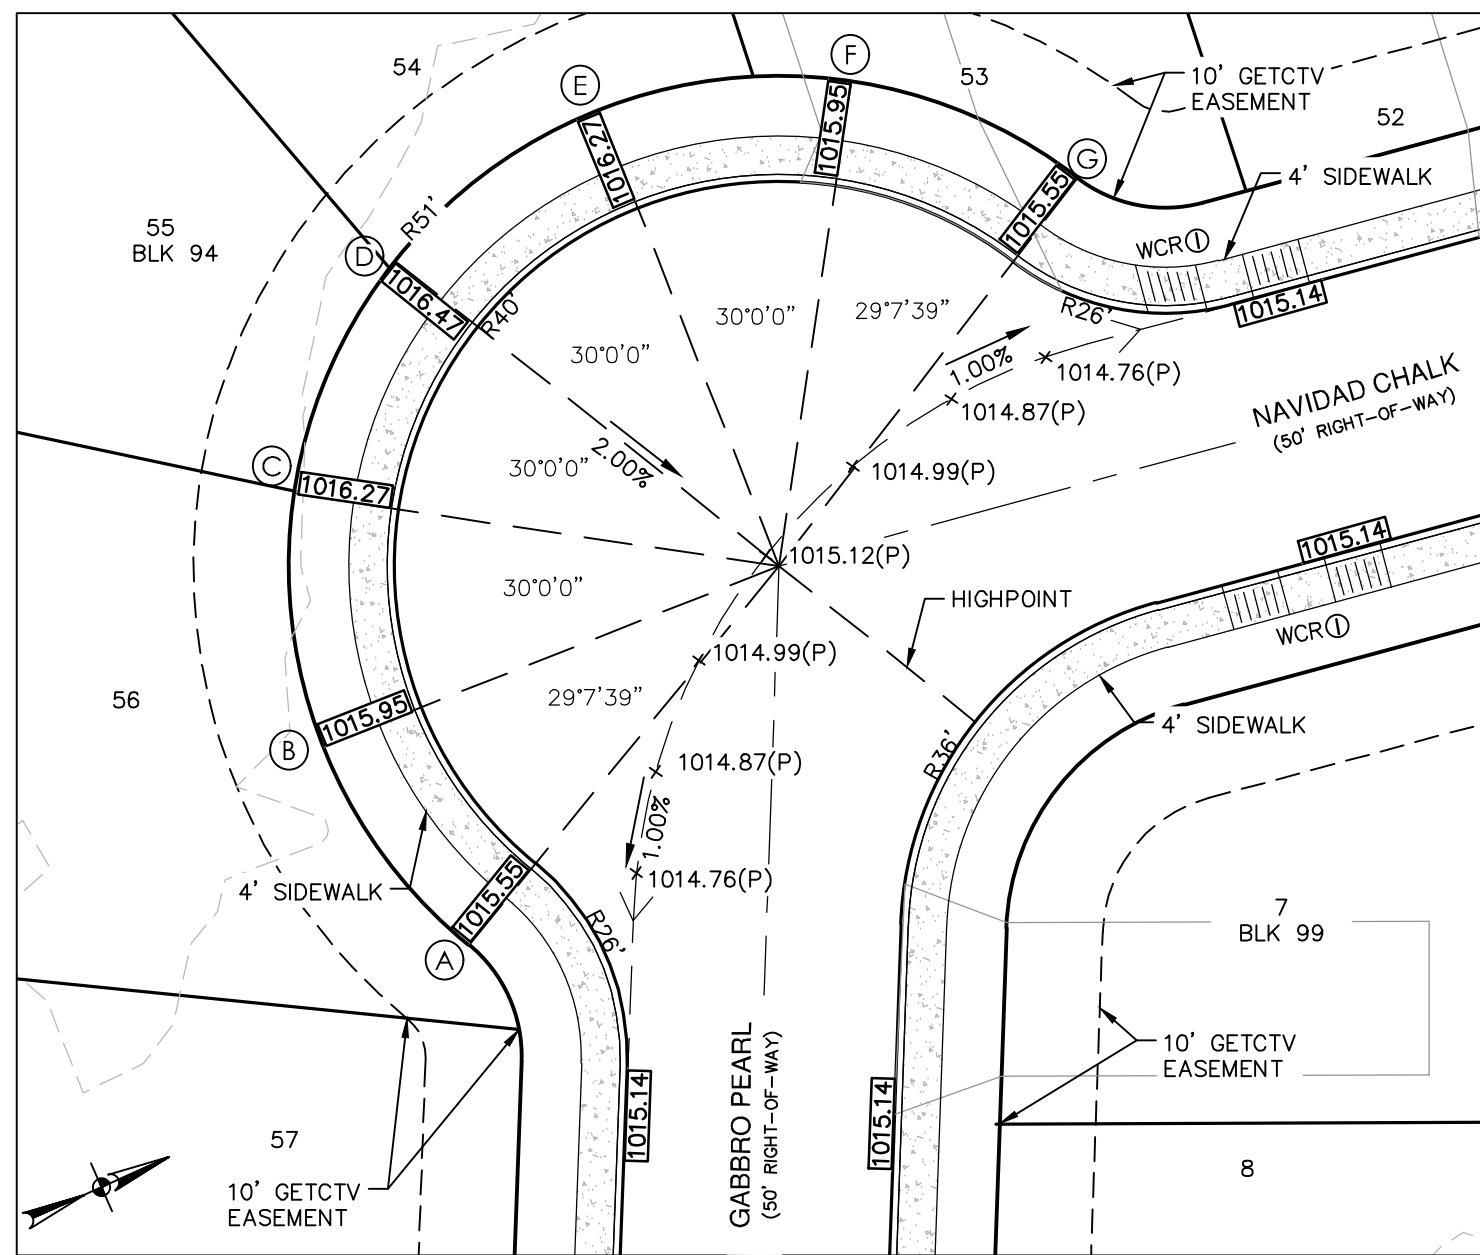 54
E
F
53
10' GETCTV
EASEMENT
52
1015.95
1016.27
G
4' SIDEWALK
1015.55
R51'
55
BLK 94
D
WCR①
1016.47
R40'
R26'
1015.14
30°0'0"
29°7'39"
30°0'0"
1.00%
1014.76(P)
1014.87(P)
NAVIDAD CHALK
(50' RIGHT-OF-WAY)
C
1016.27
30°0'0"
2.00%
1014.99(P)
1015.12(P)
1015.14
30°0'0"
HIGHPOINT
WCR①
1014.99(P)
56
29°7'39"
B
1015.95
4' SIDEWALK
1014.87(P)
R36'
1.00%
1014.76(P)
4' SIDEWALK
1015.55
R26'
A
7
BLK 99
GABBRO PEARL
(50' RIGHT-OF-WAY)
10' GETCTV
EASEMENT
1015.14
1015.14
57
8
10' GETCTV
EASEMENT